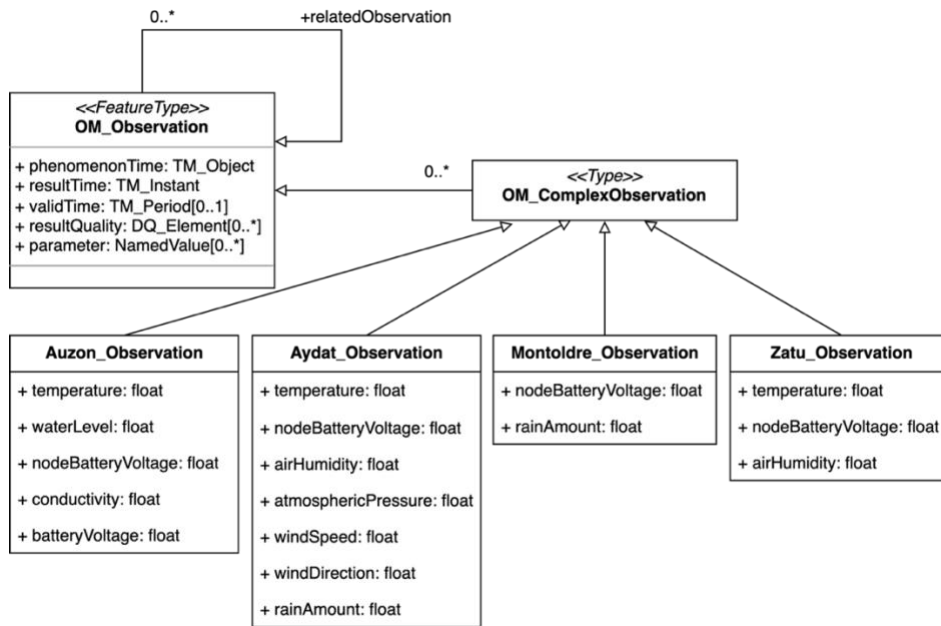 0..*
+relatedObservation
<<FeatureType>>
OM_Observation
+ phenomenonTime: TM_Object
+ resultTime: TM_Instant
+ validTime: TM_Period[0..1]
+ resultQuality: DQ_Element[0..*]
+ parameter: NamedValue[0..*]
0..*
<<Type>>
OM_ComplexObservation
Auzon_Observation
+ temperature: float
+ waterLevel: float
+ nodeBatteryVoltage: float
+ conductivity: float
+ batteryVoltage: float
Aydat_Observation
+ temperature: float
+ nodeBatteryVoltage: float
+ airHumidity: float
+ atmosphericPressure: float
+ windSpeed: float
+ windDirection: float
+ rainAmount: float
Montoldre_Observation
+ nodeBatteryVoltage: float
+ rainAmount: float
Zatu_Observation
+ temperature: float
+ nodeBatteryVoltage: float
+ airHumidity: float